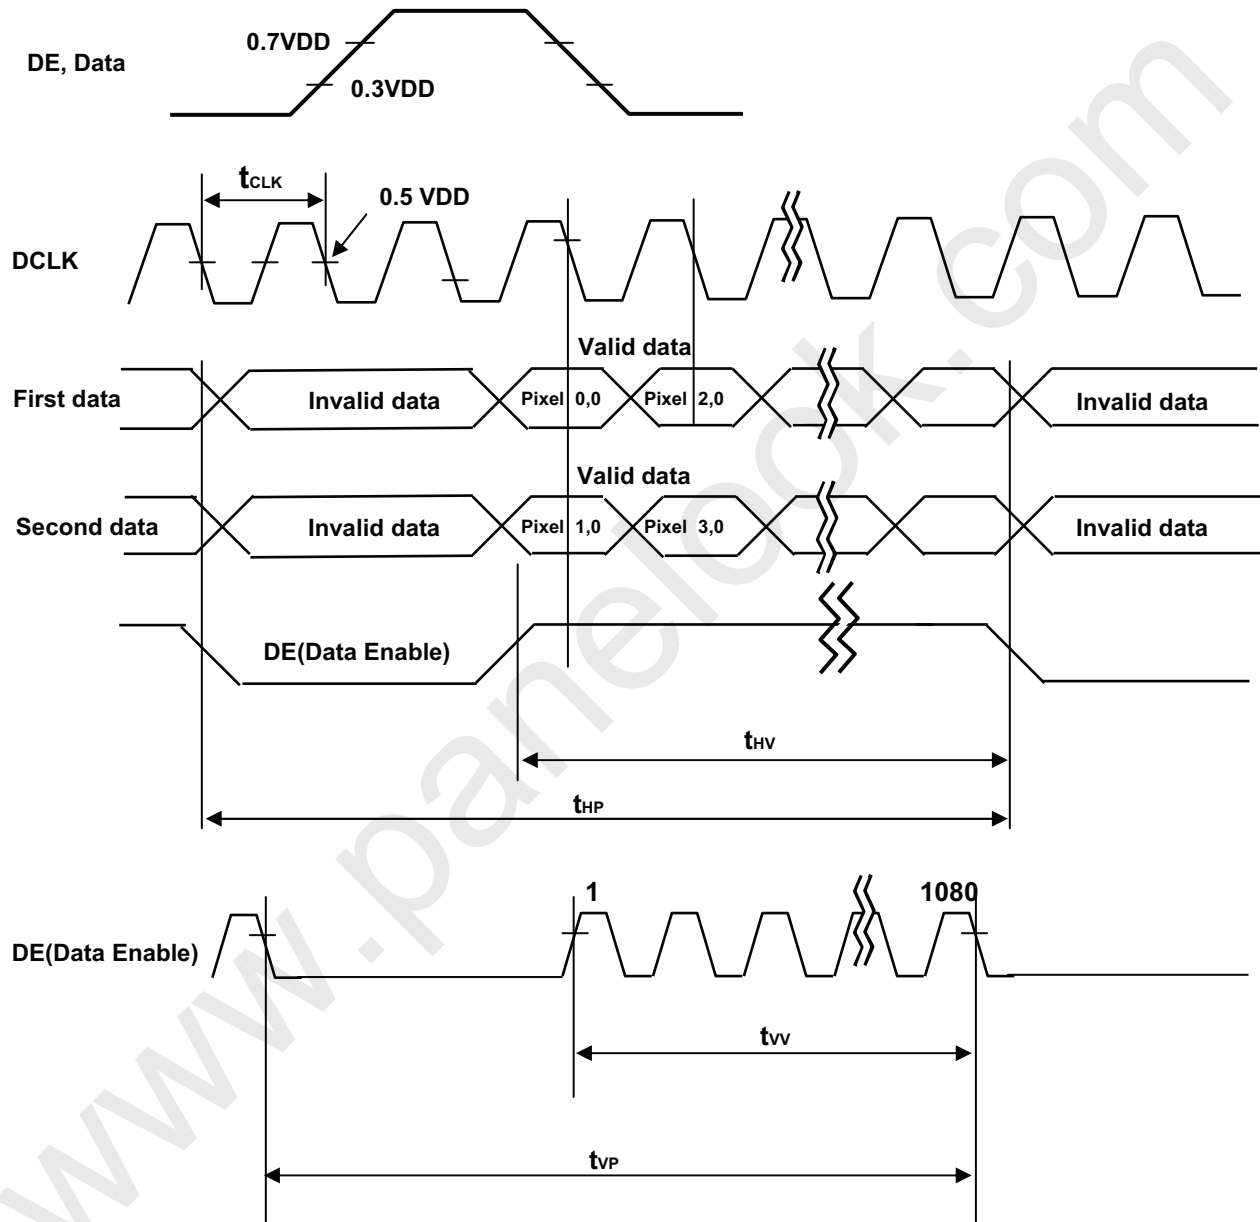 0.7VDD
DE, Data
0.3VDD
tCLK
0.5 VDD
DCLK
Valid data
First data
Invalid data
Pixel 0,0
Pixel 2,0
Invalid data
Valid data
Second data
Invalid data
Pixel 1,0
Pixel 3,0
Invalid data
DE(Data Enable)
tHV
tHP
1
1080
DE(Data Enable)
tVV
tVP
www.panelook.com